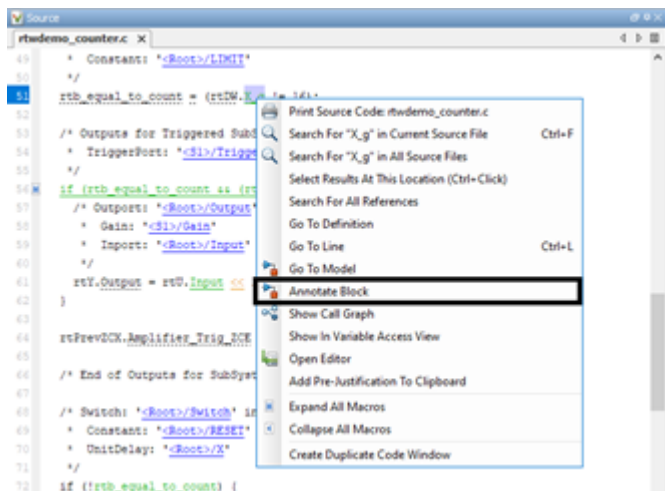 Source
rtwdemo_counter.c X
49 * Constant: '<Root>/LIMIT'
50 */
51 rtb_equal_to_count = (rtDW.X_g != 16);
52
53 /* Outputs for Triggered Sub
54 * TriggerPort: '<S1>/Trigge
55 */
56 if (rtb_equal_to_count && (rt
57 /* Outport: '<Root>/Output'
58 * Gain: '<S1>/Gain'
59 * Inport: '<Root>/Input'
60 */
61 rtY.Output = rtU.Input <<
62 }
63
64 rtPrevZCX.Amplifier_Trig_ZCE
65
66 /* End of Outputs for SubSyst
67
68 /* Switch: '<Root>/Switch' in
69 * Constant: '<Root>/RESET'
70 * UnitDelay: '<Root>/X'
71 */
72 if (!rtb_equal_to_count) {
Print Source Code: rtwdemo_counter.c
Search For "X_g" in Current Source File Ctrl+F
Search For "X_g" in All Source Files
Select Results At This Location (Ctrl+Click)
Search For All References
Go To Definition
Go To Line Ctrl+L
Go To Model
Annotate Block
Show Call Graph
Show In Variable Access View
Open Editor
Add Pre-Justification To Clipboard
Expand All Macros
Collapse All Macros
Create Duplicate Code Window